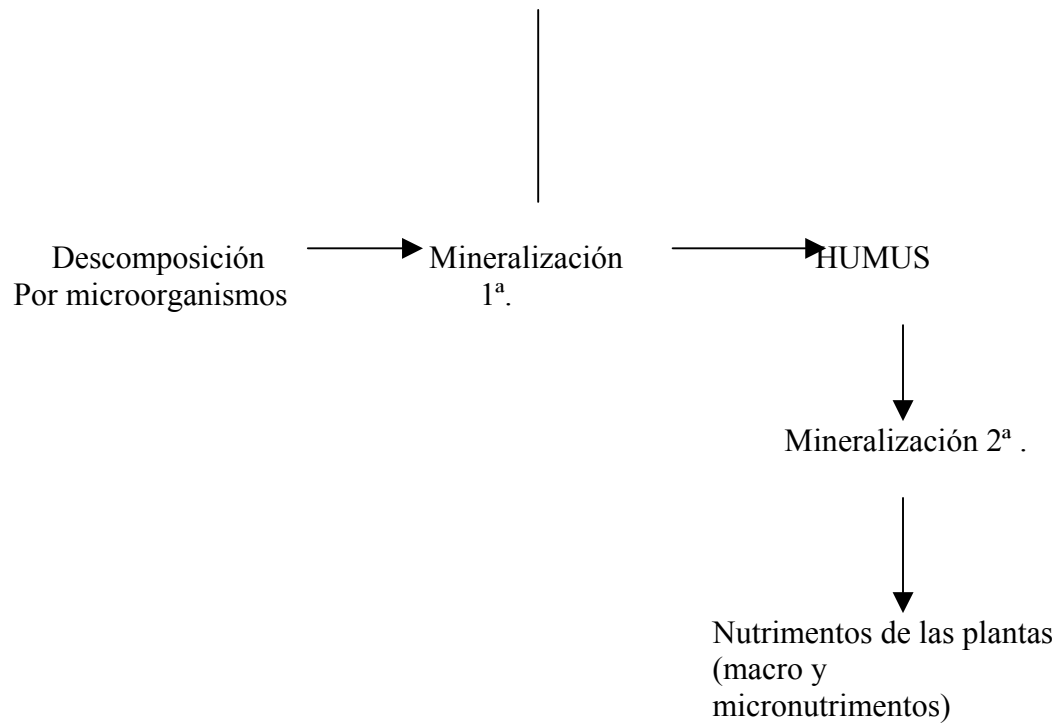 Descomposición
Por microorganismos
Mineralización
1ª.
HUMUS
Mineralización 2ª .
Nutrimentos de las plantas
(macro y
micronutrimentos)